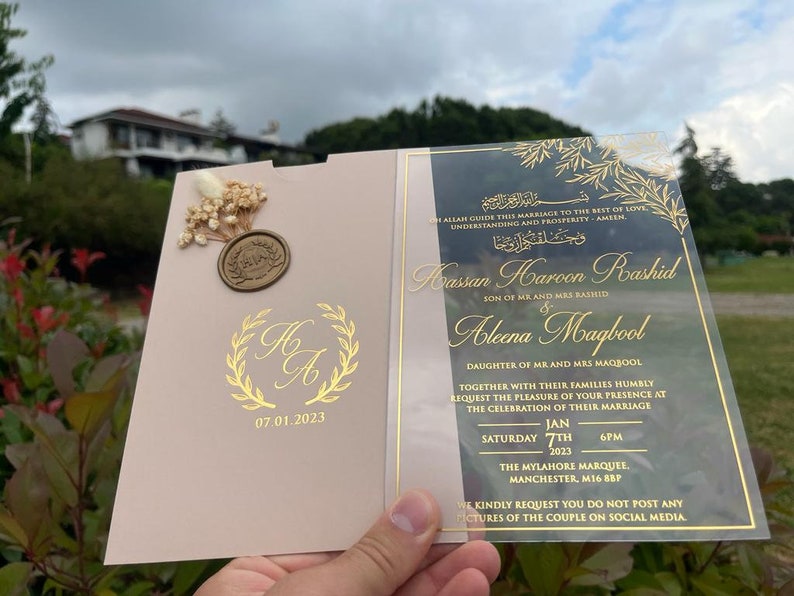 H A
H
A
07.01.2023
بسم الله الرحمن الرحيم
OH ALLAH GUIDE THIS MARRIAGE TO THE BEST OF LOVE,
UNDERSTANDING AND PROSPERITY - AMEEN.
وخلقنكم أزوجا
Hassan Haroon Rashid
SON OF MR AND MRS RASHID
&
Aleena Maqbool
DAUGHTER OF MR AND MRS MAQBOOL
TOGETHER WITH THEIR FAMILIES HUMBLY
REQUEST THE PLEASURE OF YOUR PRESENCE AT
THE CELEBRATION OF THEIR MARRIAGE
JAN
SATURDAY 7TH 6PM
2023
THE MYLAHORE MARQUEE,
MANCHESTER, M16 8BP
WE KINDLY REQUEST YOU DO NOT POST ANY
PICTURES OF THE COUPLE ON SOCIAL MEDIA.